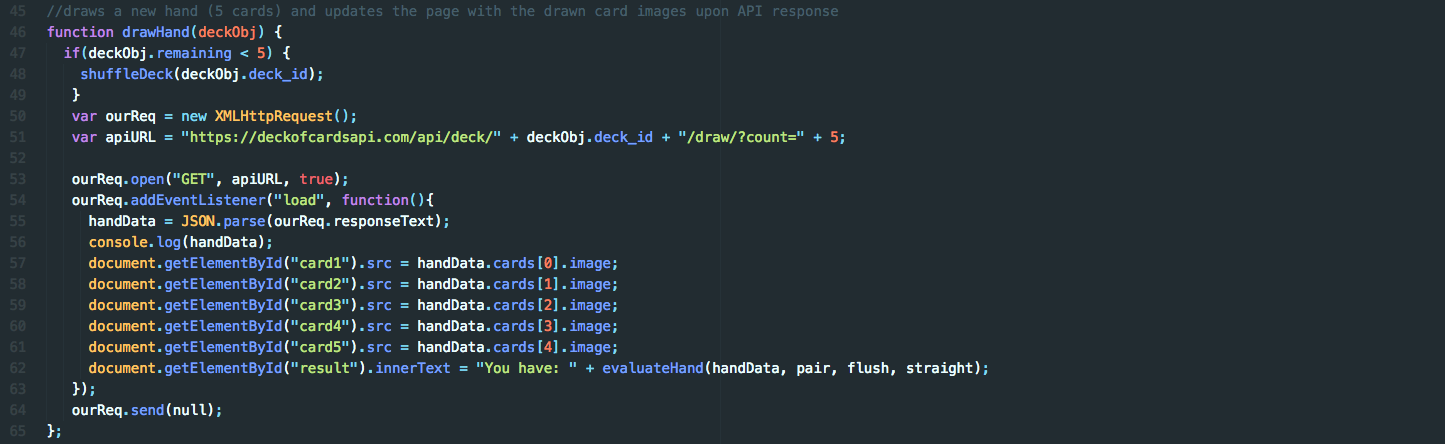 45 //draws a new hand (5 cards) and updates the page with the drawn card images upon API response
46 function drawHand(deckObj) {
47   if(deckObj.remaining < 5) {
48     shuffleDeck(deckObj.deck_id);
49    }
50    var ourReq = new XMLHttpRequest();
51    var apiURL = "https://deckofcardsapi.com/api/deck/" + deckObj.deck_id + "/draw/?count=" + 5;
52
53    ourReq.open("GET", apiURL, true);
54    ourReq.addEventListener("load", function(){
55      handData = JSON.parse(ourReq.responseText);
56      console.log(handData);
57      document.getElementById("card1").src = handData.cards[0].image;
58      document.getElementById("card2").src = handData.cards[1].image;
59      document.getElementById("card3").src = handData.cards[2].image;
60      document.getElementById("card4").src = handData.cards[3].image;
61      document.getElementById("card5").src = handData.cards[4].image;
62      document.getElementById("result").innerText = "You have: " + evaluateHand(handData, pair, flush, straight);
63    });
64    ourReq.send(null);
65 };